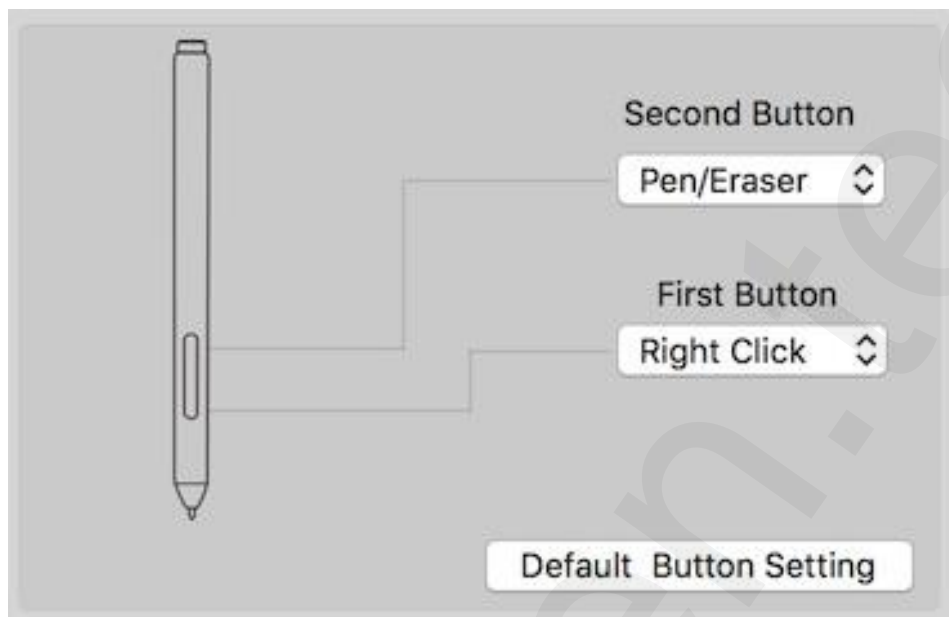 Second Button
Pen/Eraser
First Button
Right Click
Default Button Setting